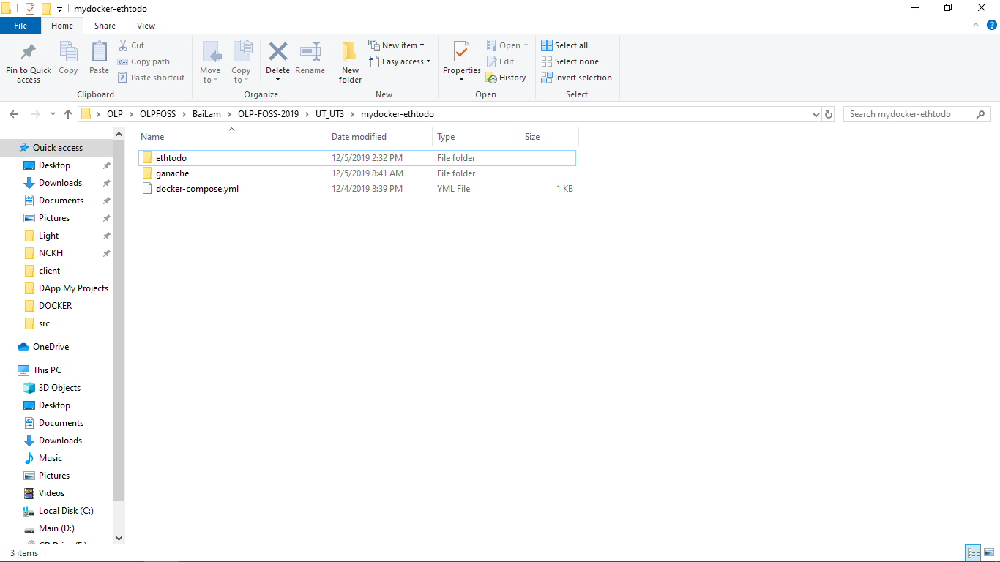 mydocker-ethtodo
File Home Share View
Pin to Quick access
Copy
Paste
Cut
Copy path
Paste shortcut
Clipboard
Move to
Copy to
Delete
Rename
Organize
New folder
New item
Easy access
New
Properties
Open
Edit
History
Open
Select all
Select none
Invert selection
Select
OLP > OLPFOSS > BaiLam > OLP-FOSS-2019 > UT_UT3 > mydocker-ethtodo
Search mydocker-ethtodo
Name Date modified Type Size
ethtodo 12/5/2019 2:32 PM File folder
ganache 12/5/2019 8:41 AM File folder
docker-compose.yml 12/4/2019 8:39 PM YML File 1 KB
Quick access
Desktop
Downloads
Documents
Pictures
Light
NCKH
client
DApp My Projects
DOCKER
src
OneDrive
This PC
3D Objects
Desktop
Documents
Downloads
Music
Pictures
Videos
Local Disk (C:)
Main (D:)
3 items